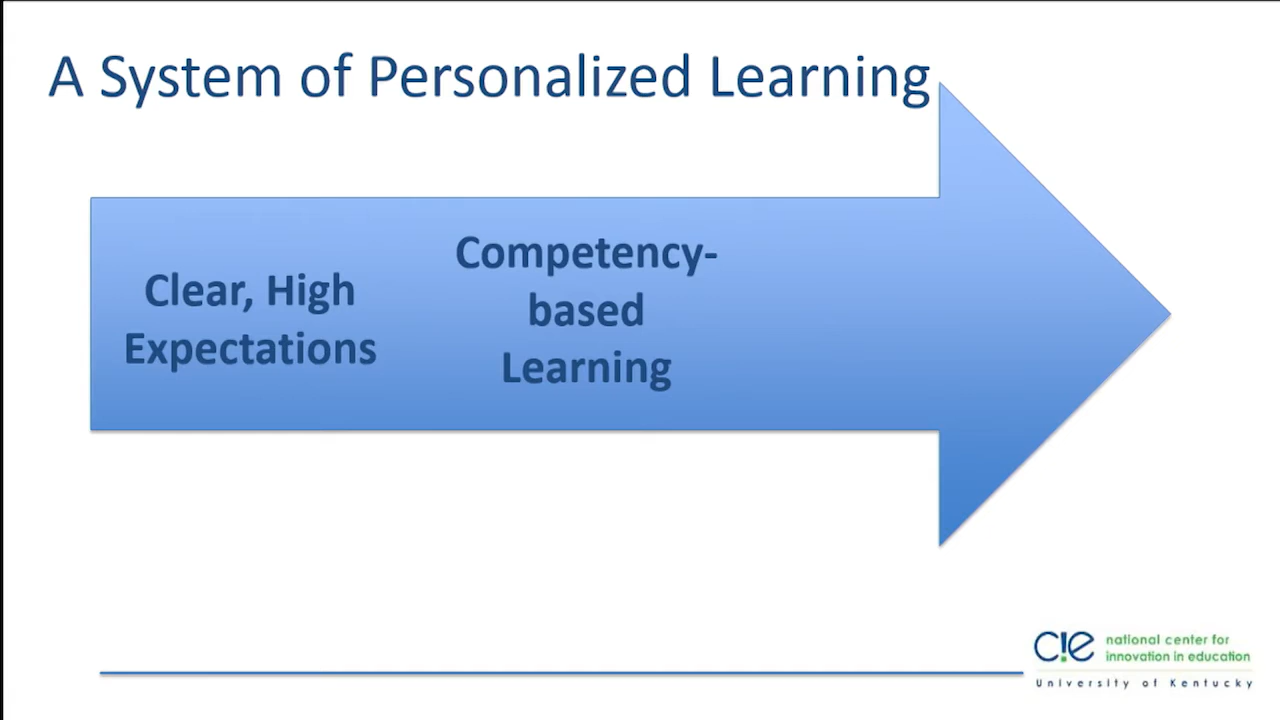 A System of Personalized Learning
Clear, High
Expectations
Competency-
based
Learning
c!e
national center for
innovation in education
University of Kentucky